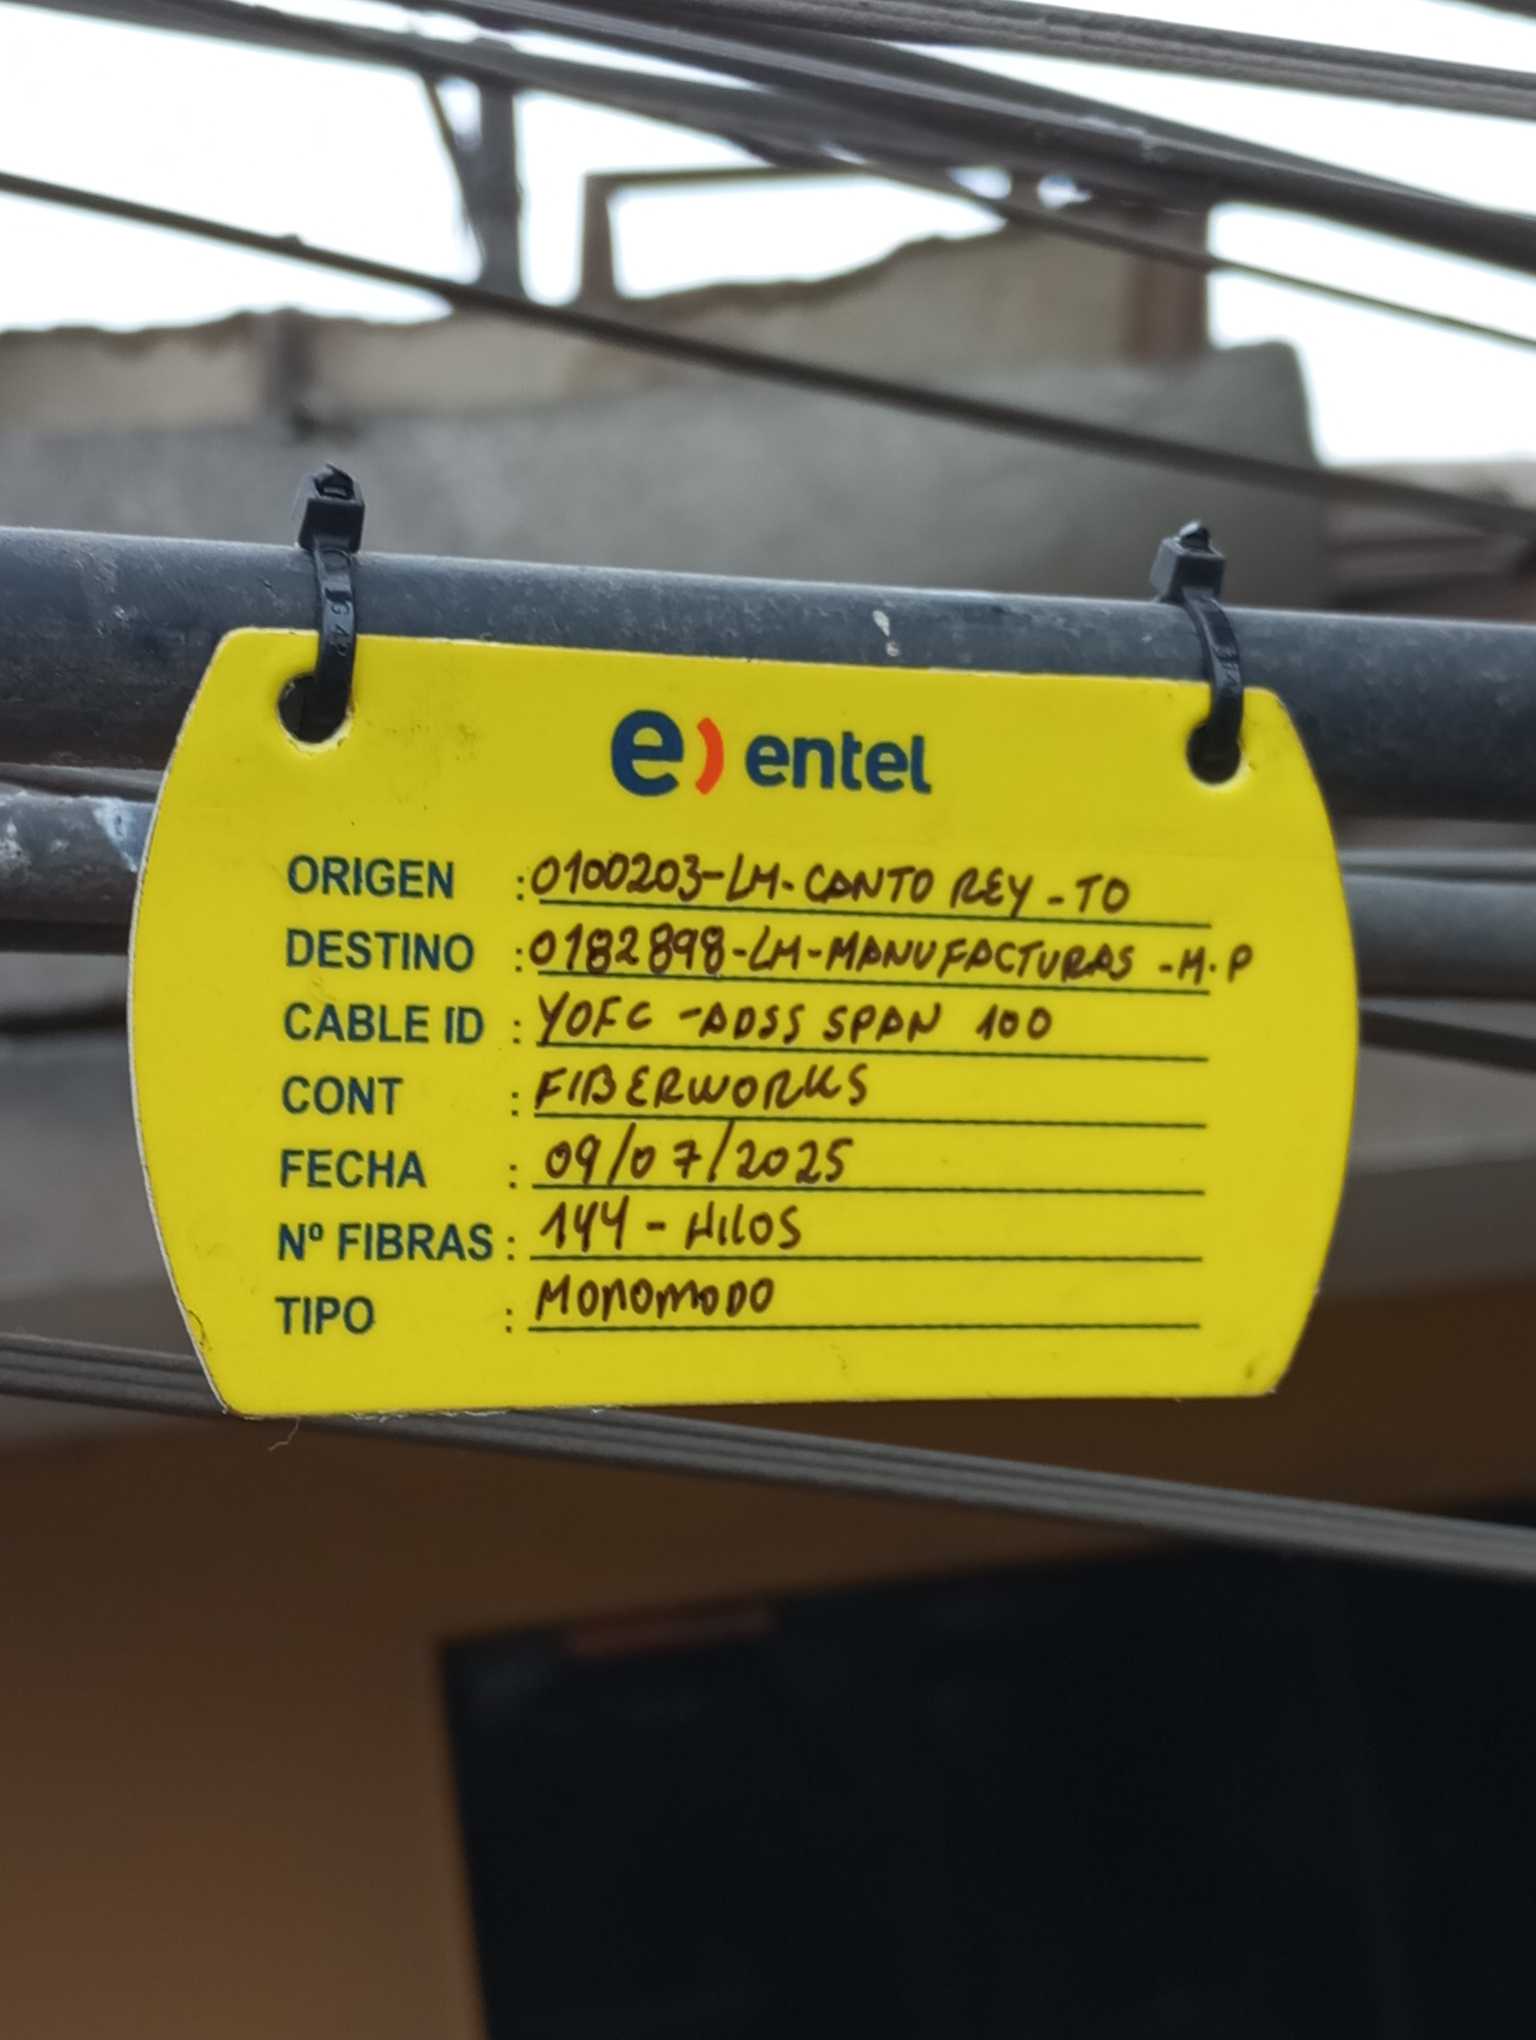 e) entel
ORIGEN : 0100203-LM-CANTO REY - TO
DESTINO : 0182898-LM-MANUFACTURAS -M.P
CABLE ID : YOFC -ADSS SPAN 100
CONT : FIBERWORKS
FECHA : 09/07/2025
Nº FIBRAS : 144 - HILOS
TIPO : MONOMODO